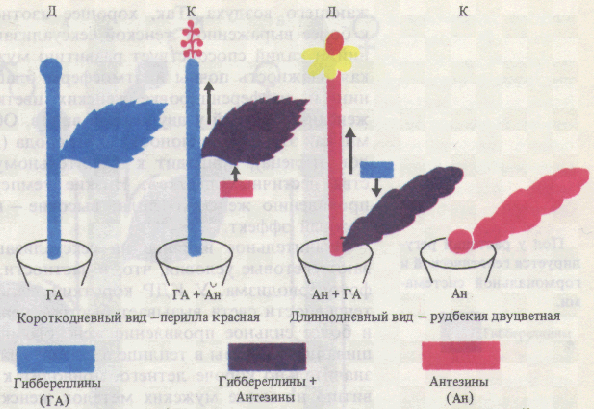 Д К Д К
ГА ГА + Ан Ан + ГА Ан
Короткодневный вид – перилла краная Длиннодневный вид – рудбекия двуцветная
Гиббереллины
(ГА)
Гиббереллины +
Антезины
Антезины
(Ан)